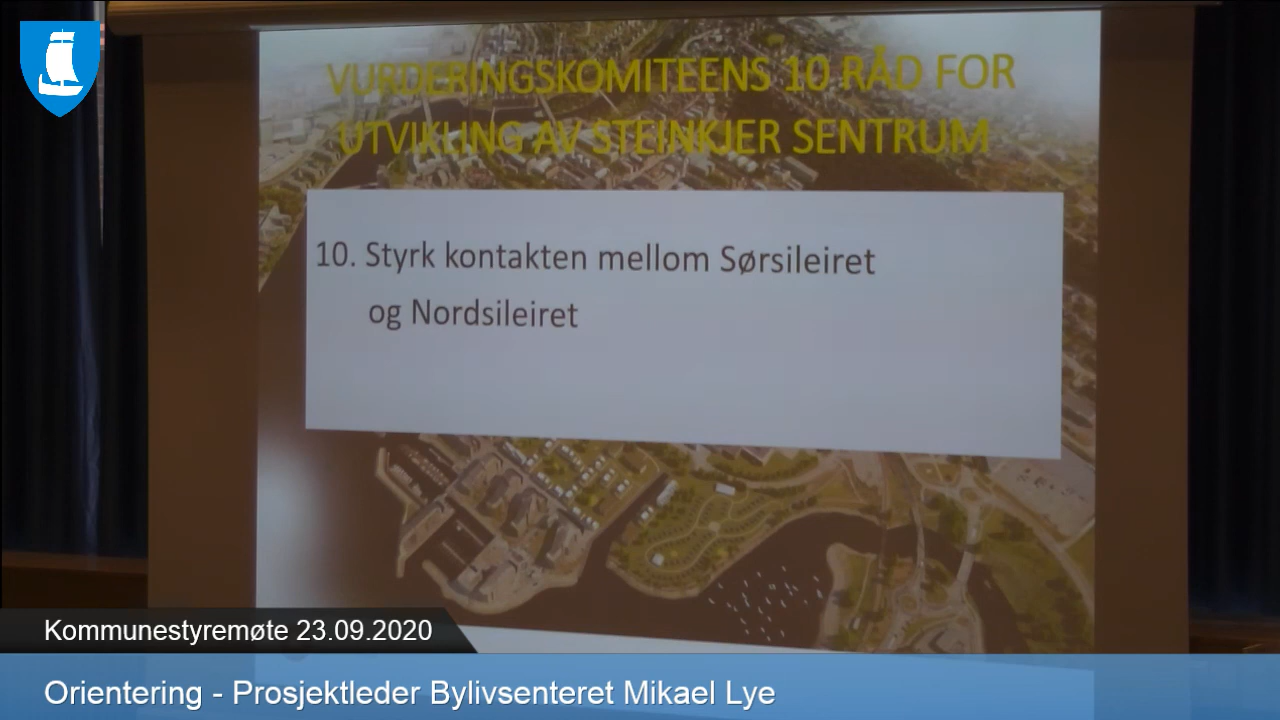 VURDERINGSKOMITEENS 10 RÅD FOR
UTVIKLING AV STEINKJER SENTRUM
10. Styrk kontakten mellom Sørsileiret
og Nordsileiret
Kommunestyremøte 23.09.2020
Orientering - Prosjektleder Bylivsenteret Mikael Lye